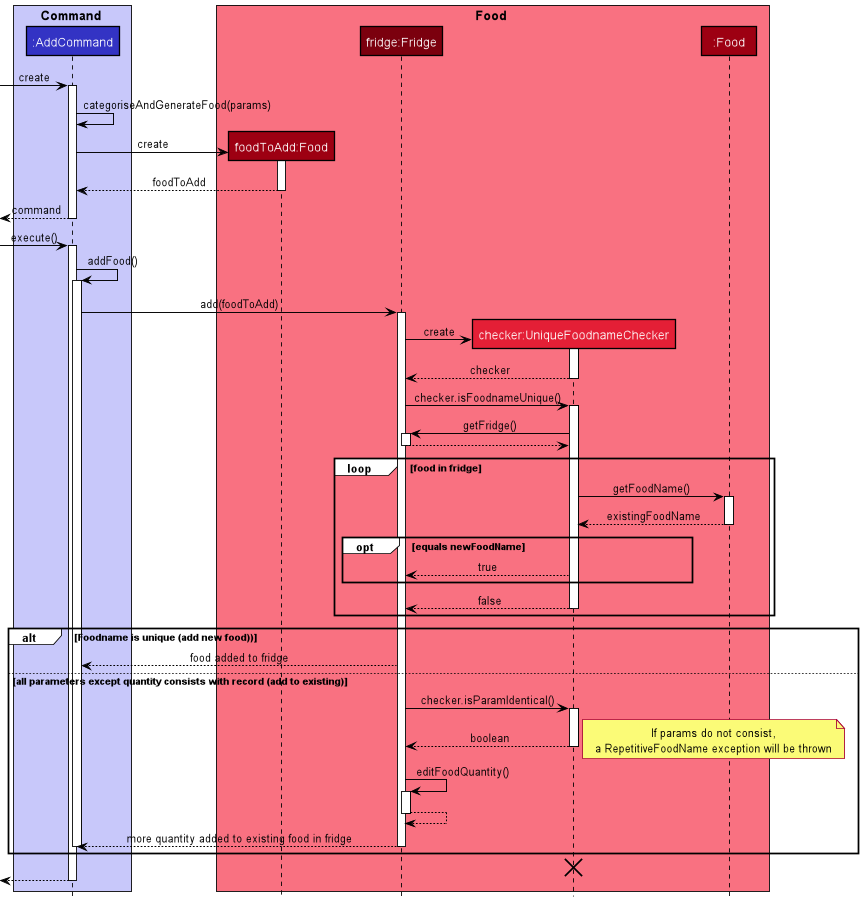 Command
Food
:AddCommand
fridge:Fridge
:Food
create
categoriseAndGenerateFood(params)
create
foodToAdd:Food
foodToAdd
command
execute()
addFood()
add(foodToAdd)
create
checker:UniqueFoodnameChecker
checker
checker.isFoodnameUnique()
getFridge()
loop
[food in fridge]
getFoodName()
existingFoodName
opt
[equals newFoodName]
true
false
alt
[Foodname is unique (add new food))]
food added to fridge
[all parameters except quantity consists with record (add to existing)]
checker.isParamIdentical()
If params do not consist,
a RepetitiveFoodName exception will be thrown
boolean
editFoodQuantity()
more quantity added to existing food in fridge